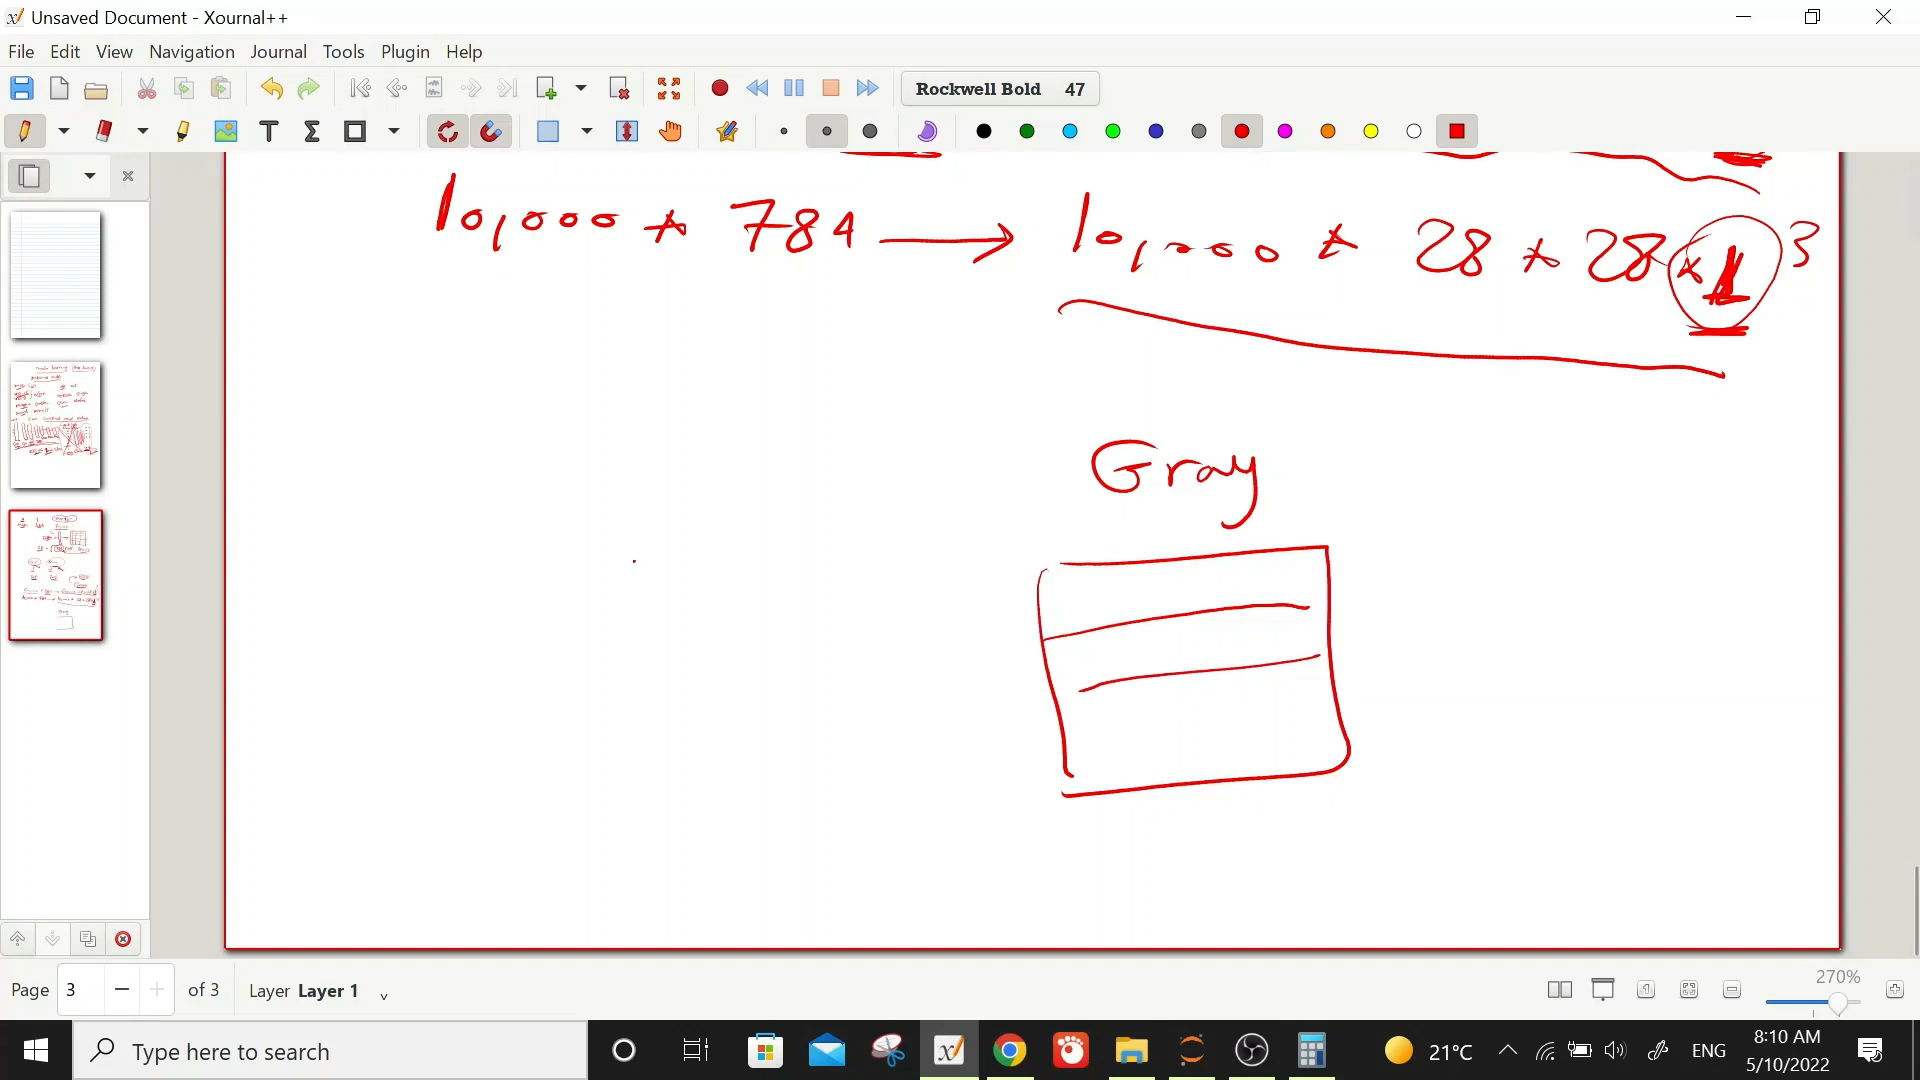 Unsaved Document - Xournal++
File Edit View Navigation Journal Tools Plugin Help
Rockwell Bold 47
10,000 * 784 → 10,000 * 28 * 28 * 1 3
Gray
Page 3 of 3 Layer Layer 1
270%
Type here to search
21°C
ENG
8:10 AM
5/10/2022